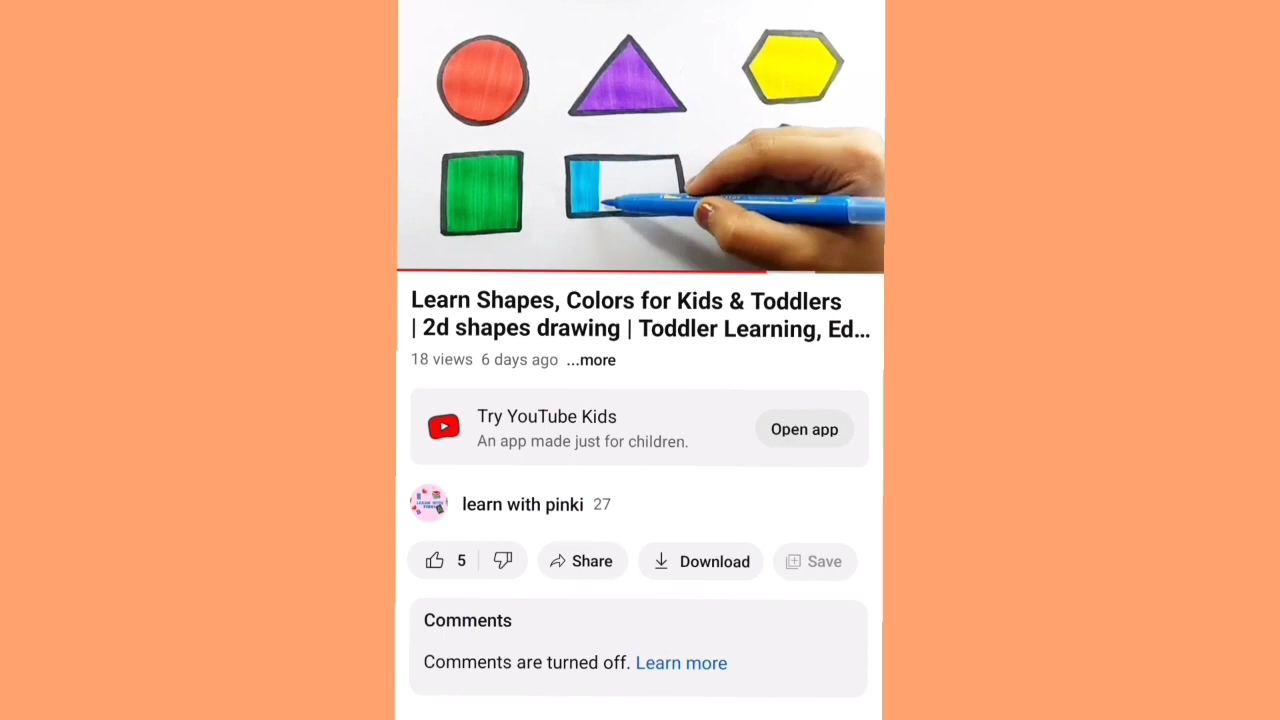 Learn Shapes, Colors for Kids & Toddlers
| 2d shapes drawing | Toddler Learning, Ed...
18 views 6 days ago ...more
Try YouTube Kids
An app made just for children.
Open app
LEARN WITH
learn with pinki 27
5 Share Download Save
Comments
Comments are turned off. Learn more